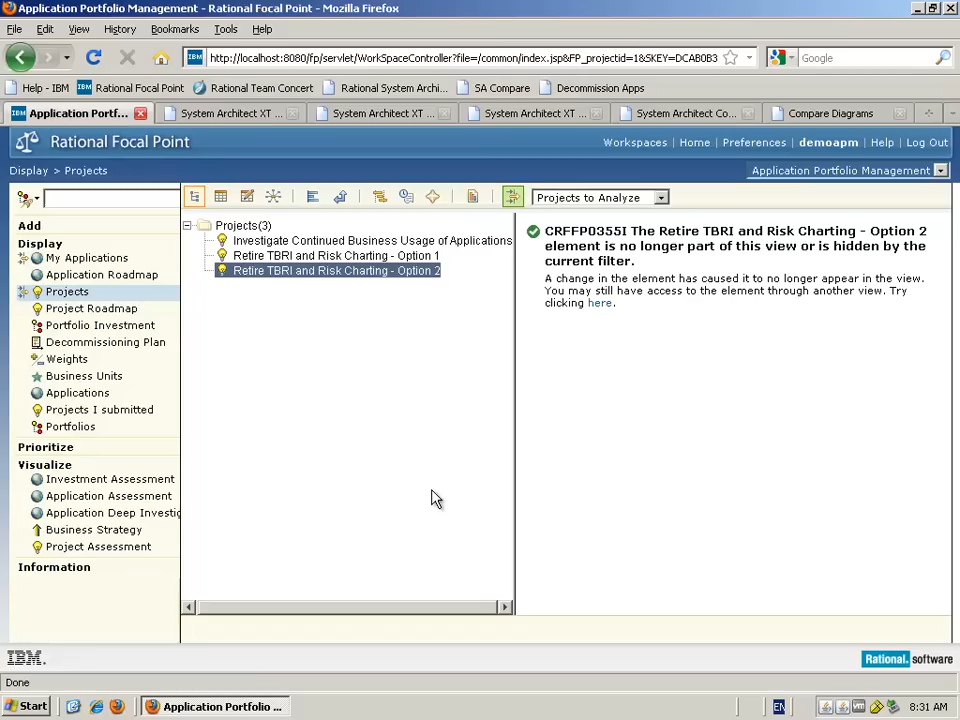 Application Portfolio Management - Rational Focal Point - Mozilla Firefox
File Edit View History Bookmarks Tools Help
IBM http://localhost:8080/fp/servlet/WorkSpaceController?file=/common/index.jsp&FP_projectid=1&SKEY=DCAB0B3
Google
Help - IBM IBM Rational Focal Point Rational Team Concert Rational System Archi... SA Compare Decommission Apps
IBM Application Portf... System Architect XT ... System Architect XT ... System Architect XT ... System Architect Co... Compare Diagrams
Rational Focal Point
Workspaces | Home | Preferences | demoapm | Help | Log Out
Display > Projects
Application Portfolio Management
Projects to Analyze
Add
Display
My Applications
Application Roadmap
Projects
Project Roadmap
Portfolio Investment
Decommissioning Plan
Weights
Business Units
Applications
Projects I submitted
Portfolios
Prioritize
Visualize
Investment Assessment
Application Assessment
Application Deep Investig
Business Strategy
Project Assessment
Information
Projects(3)
Investigate Continued Business Usage of Applications
Retire TBRI and Risk Charting - Option 1
Retire TBRI and Risk Charting - Option 2
CRFFP0355I The Retire TBRI and Risk Charting - Option 2
element is no longer part of this view or is hidden by the
current filter.
A change in the element has caused it to no longer appear in the view.
You may still have access to the element through another view. Try
clicking here.
IBM.
Rational. software
Done
Start
Application Portfolio ...
EN
8:31 AM